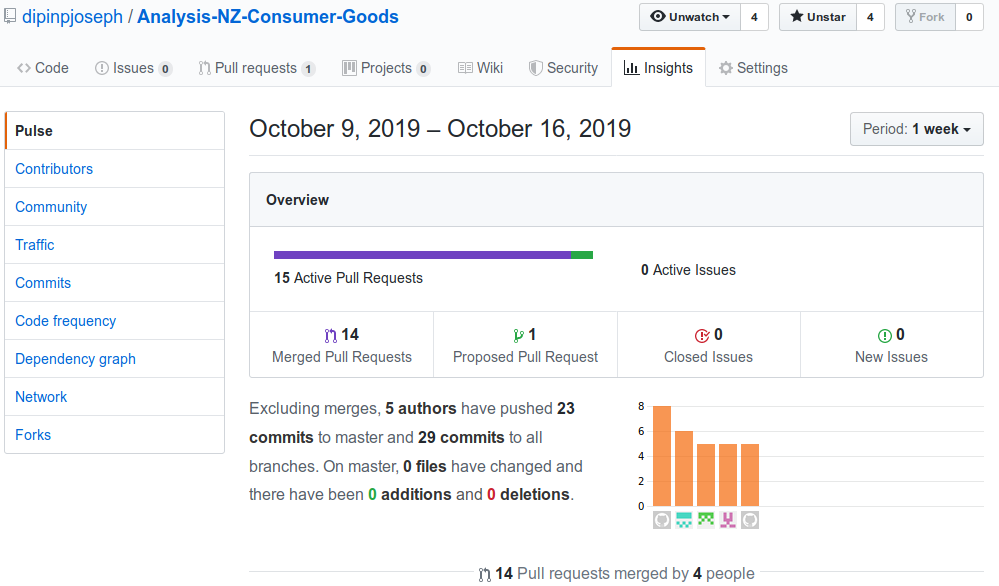 dipinpjoseph / Analysis-NZ-Consumer-Goods
Unwatch 4 Unstar 4 Fork 0
Code Issues 0 Pull requests 1 Projects 0 Wiki Security Insights Settings
Pulse
Contributors
Community
Traffic
Commits
Code frequency
Dependency graph
Network
Forks
October 9, 2019 – October 16, 2019
Period: 1 week
Overview
15 Active Pull Requests
0 Active Issues
14
Merged Pull Requests
1
Proposed Pull Request
0
Closed Issues
0
New Issues
Excluding merges, 5 authors have pushed 23
commits to master and 29 commits to all
branches. On master, 0 files have changed and
there have been 0 additions and 0 deletions.
8
6
4
2
0
14 Pull requests merged by 4 people